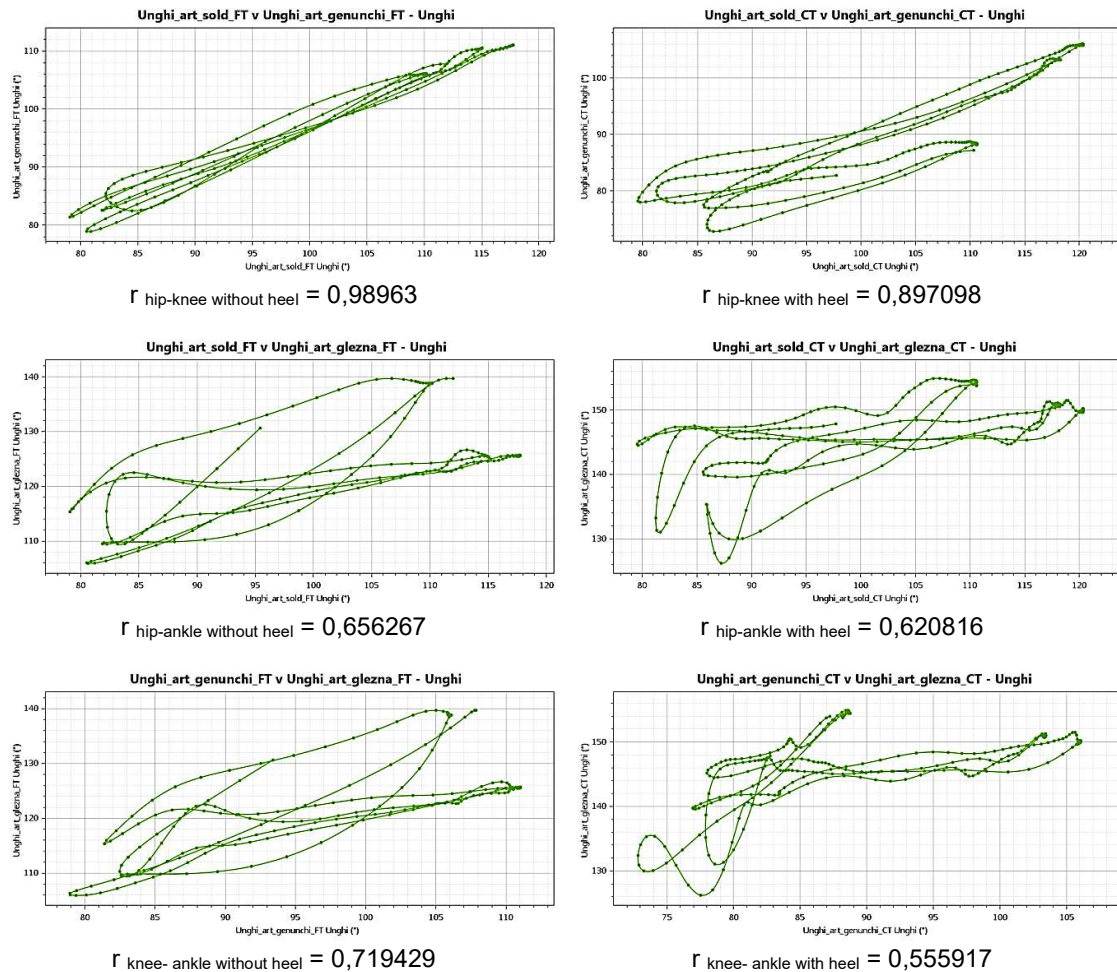 Unghi_art_sold_FT v Unghi_art_genunchi_FT - Unghi
Unghi_art_genunchi_FT Unghi (°)
110
100
90
80
80 85 90 95 100 105 110 115 120
Unghi_art_sold_FT Unghi (°)
r hip-knee without heel = 0,98963
Unghi_art_sold_CT v Unghi_art_genunchi_CT - Unghi
Unghi_art_genunchi_CT Unghi (°)
100
90
80
80 85 90 95 100 105 110 115 120
Unghi_art_sold_CT Unghi (°)
r hip-knee with heel = 0,897098
Unghi_art_sold_FT v Unghi_art_glezna_FT - Unghi
Unghi_art_glezna_FT Unghi (°)
140
130
120
110
80 85 90 95 100 105 110 115 120
Unghi_art_sold_FT Unghi (°)
r hip-ankle without heel = 0,656267
Unghi_art_sold_CT v Unghi_art_glezna_CT - Unghi
Unghi_art_glezna_CT Unghi (°)
150
140
130
80 85 90 95 100 105 110 115 120
Unghi_art_sold_CT Unghi (°)
r hip-ankle with heel = 0,620816
Unghi_art_genunchi_FT v Unghi_art_glezna_FT - Unghi
Unghi_art_glezna_FT Unghi (°)
140
130
120
110
80 85 90 95 100 105 110
Unghi_art_genunchi_FT Unghi (°)
r knee- ankle without heel = 0,719429
Unghi_art_genunchi_CT v Unghi_art_glezna_CT - Unghi
Unghi_art_glezna_CT Unghi (°)
150
140
130
75 80 85 90 95 100 105
Unghi_art_genunchi_CT Unghi (°)
r knee- ankle with heel = 0,555917